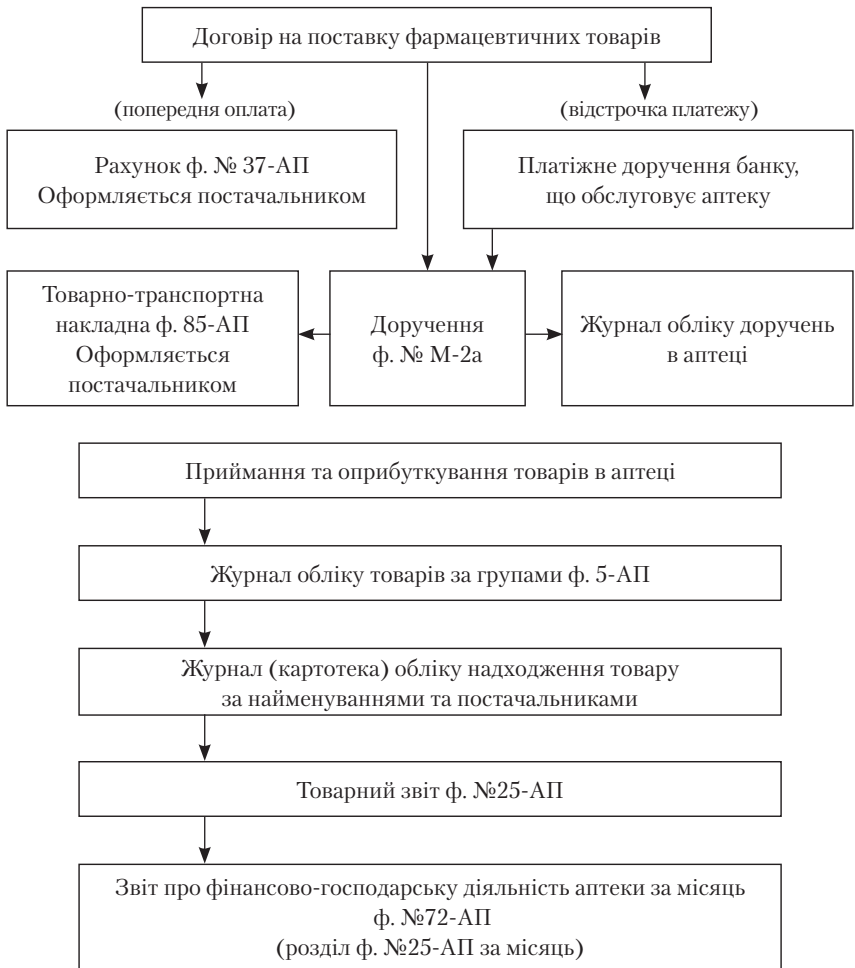 Договір на поставку фармацевтичних товарів
(попередня оплата)
(відстрочка платежу)
Рахунок ф. № 37-АП
Оформляється постачальником
Платіжне доручення банку,
що обслуговує аптеку
Товарно-транспортна
накладна ф. 85-АП
Оформляється
постачальником
Доручення
ф. № М-2а
Журнал обліку доручень
в аптеці
Приймання та оприбуткування товарів в аптеці
Журнал обліку товарів за групами ф. 5-АП
Журнал (картотека) обліку надходження товару
за найменуваннями та постачальниками
Товарний звіт ф. №25-АП
Звіт про фінансово-господарську діяльність аптеки за місяць
ф. №72-АП
(розділ ф. №25-АП за місяць)